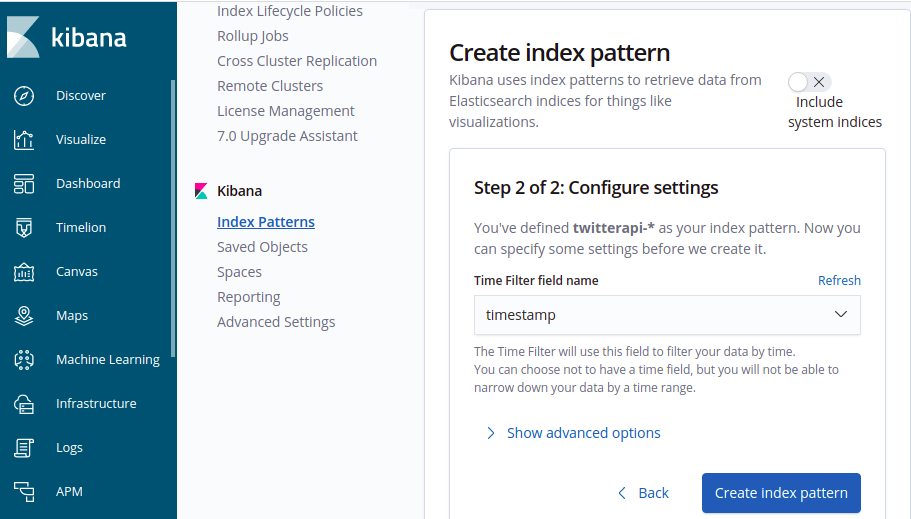 kibana
Discover
Visualize
Dashboard
Timelion
Canvas
Maps
Machine Learning
Infrastructure
Logs
APM
Index Lifecycle Policies
Rollup Jobs
Cross Cluster Replication
Remote Clusters
License Management
7.0 Upgrade Assistant
Kibana
Index Patterns
Saved Objects
Spaces
Reporting
Advanced Settings
Create index pattern
Kibana uses index patterns to retrieve data from
Elasticsearch indices for things like
visualizations.
Include
system indices
Step 2 of 2: Configure settings
You've defined twitterapi-* as your index pattern. Now you
can specify some settings before we create it.
Time Filter field name
Refresh
timestamp
The Time Filter will use this field to filter your data by time.
You can choose not to have a time field, but you will not be able to
narrow down your data by a time range.
Show advanced options
Back
Create index pattern